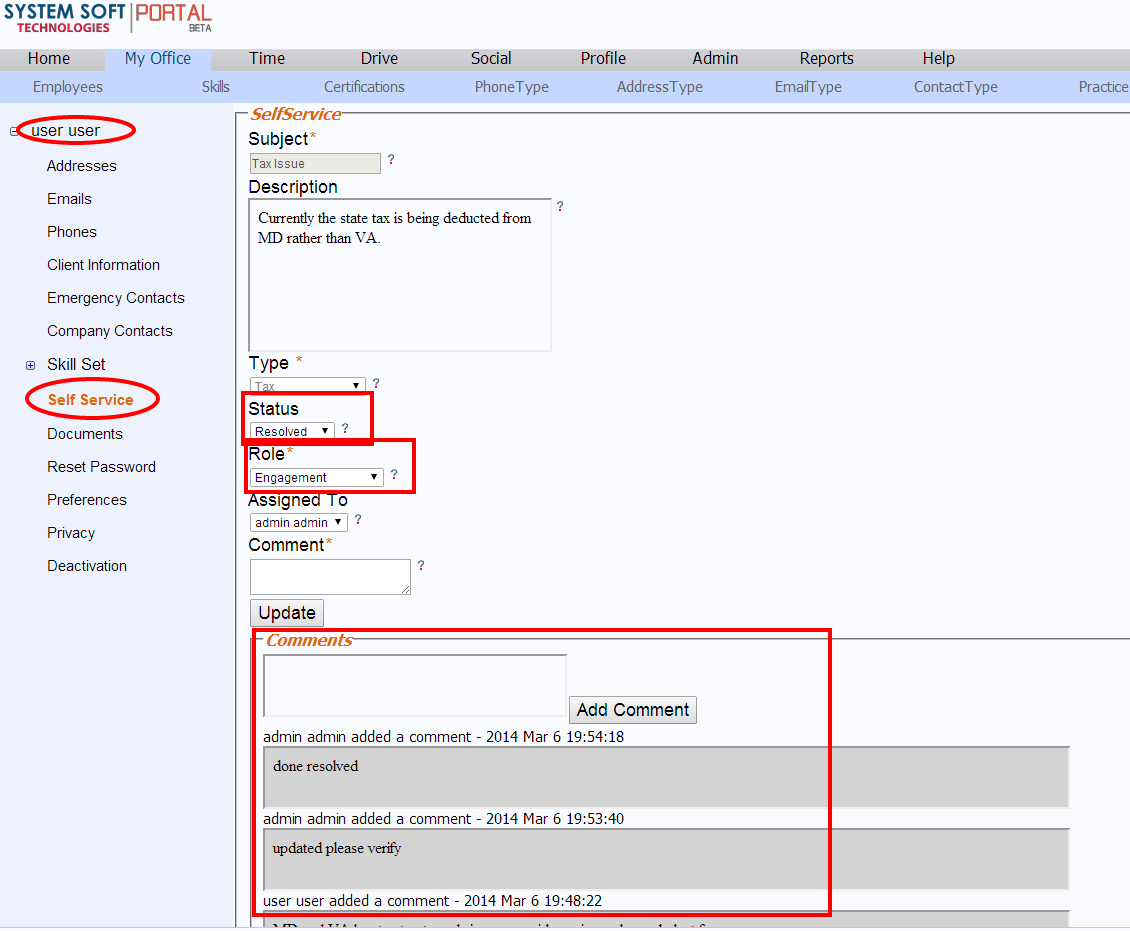 SYSTEM SOFT PORTAL
TECHNOLOGIES BETA
Home My Office Time Drive Social Profile Admin Reports Help
Employees Skills Certifications PhoneType AddressType EmailType ContactType Practice
user user
Addresses
Emails
Phones
Client Information
Emergency Contacts
Company Contacts
Skill Set
Self Service
Documents
Reset Password
Preferences
Privacy
Deactivation
SelfService
Subject*
Tax Issue ?
Description
Currently the state tax is being deducted from ?
MD rather than VA.
Type *
Tax ?
Status
Resolved ?
Role*
Engagement ?
Assigned To
admin admin ?
Comment*
?
Update
Comments
Add Comment
admin admin added a comment - 2014 Mar 6 19:54:18
done resolved
admin admin added a comment - 2014 Mar 6 19:53:40
updated please verify
user user added a comment - 2014 Mar 6 19:48:22